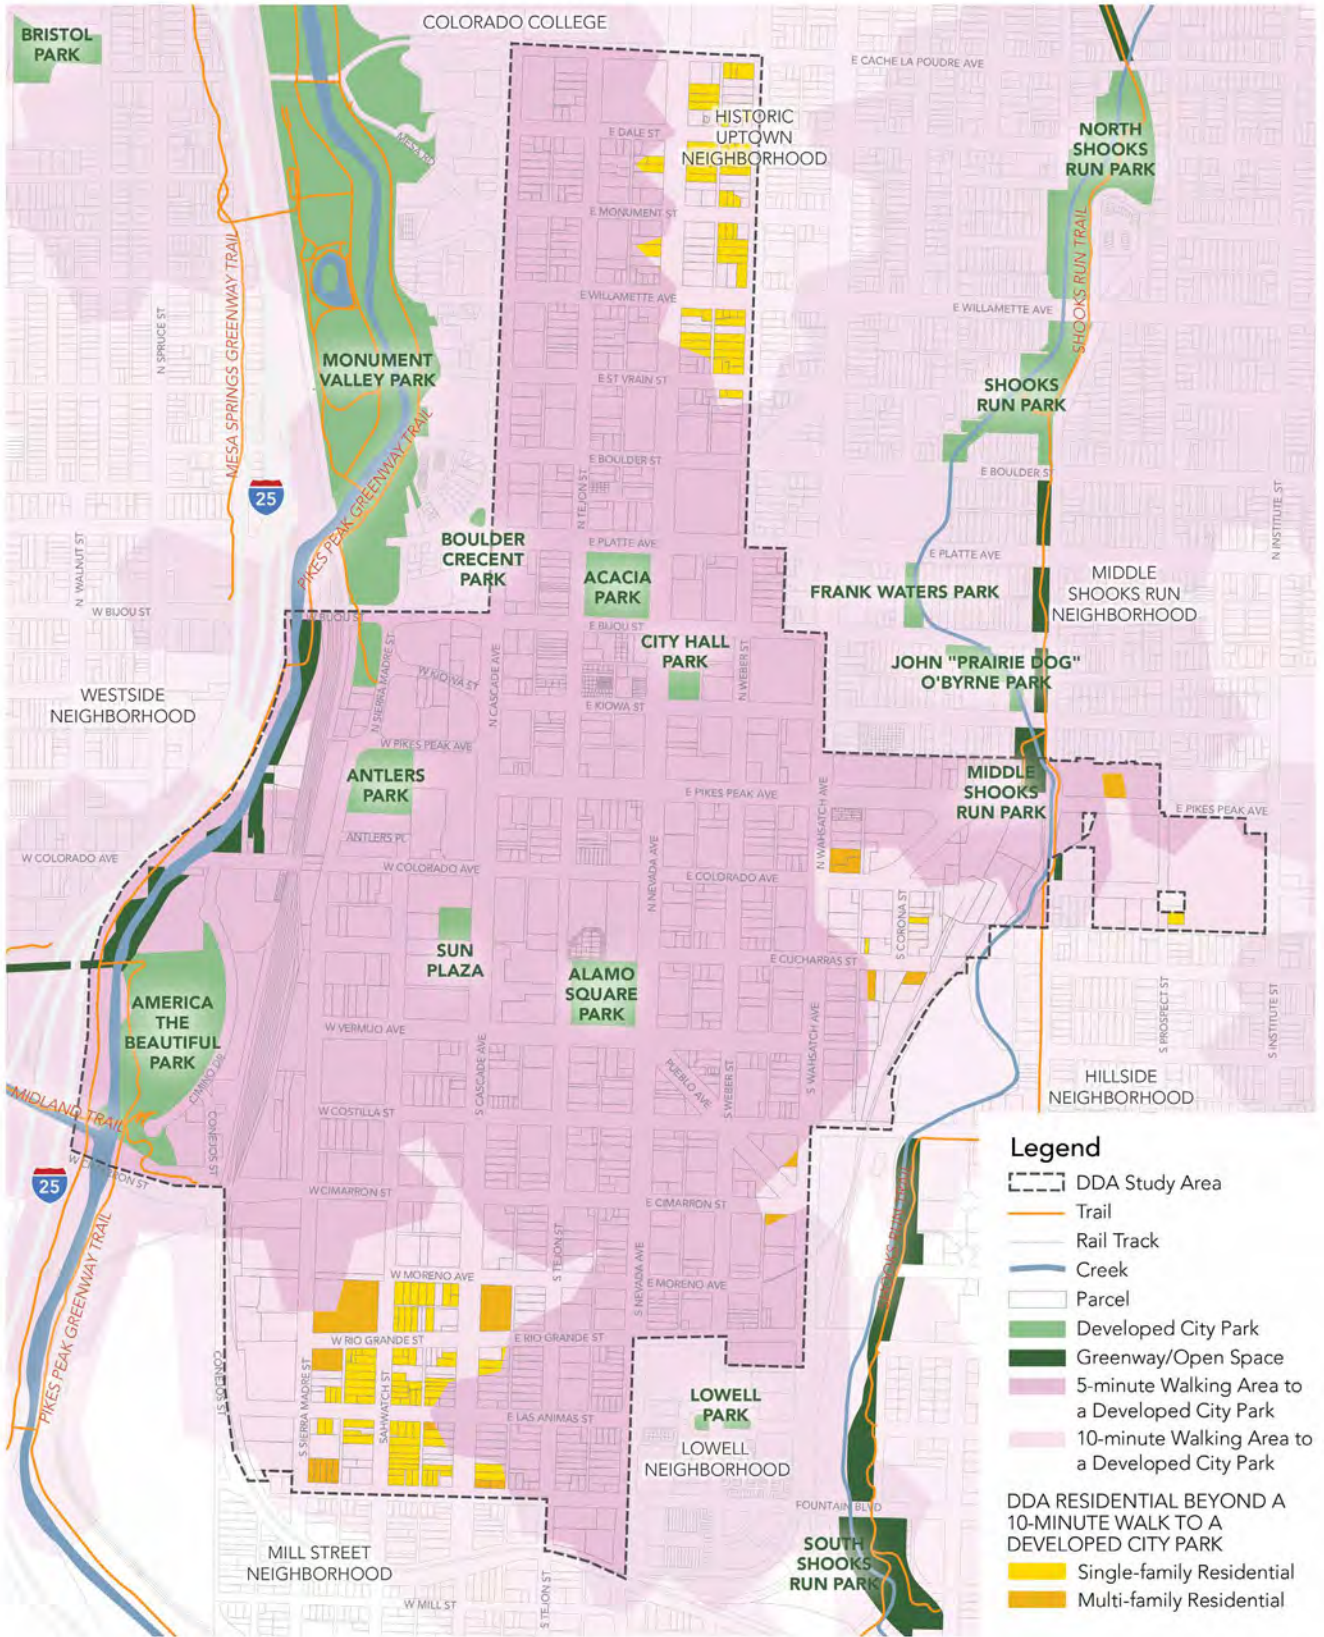 COLORADO COLLEGE
BRISTOL
PARK
E CACHE LA POUDRE AVE
HISTORIC
UPTOWN
NEIGHBORHOOD
E DALE ST
MESA RD
NORTH
SHOOKS
RUN PARK
E MONUMENT ST
MESA SPRINGS GREENWAY TRAIL
SHOOKS RUN TRAIL
E WILLAMETTE AVE
E WILLAMETTE AVE
N SPRUCE ST
MONUMENT
VALLEY PARK
E ST VRAIN ST
SHOOKS
RUN PARK
PIKES PEAK GREENWAY TRAIL
E BOULDER ST
E BOULDER ST
25
N TEJON ST
N INSTITUTE ST
BOULDER
CRECENT
PARK
E PLATTE AVE
E PLATTE AVE
N WALNUT ST
ACACIA
PARK
FRANK WATERS PARK
MIDDLE
SHOOKS RUN
NEIGHBORHOOD
W BIJOU ST
W BIJOU ST
E BIJOU ST
CITY HALL
PARK
JOHN "PRAIRIE DOG"
O'BYRNE PARK
N SIERRA MADRE ST
W KIOWA ST
N CASCADE AVE
N WEBER ST
E KIOWA ST
WESTSIDE
NEIGHBORHOOD
W PIKES PEAK AVE
ANTLERS
PARK
MIDDLE
SHOOKS
RUN PARK
E PIKES PEAK AVE
E PIKES PEAK AVE
N WAHSATCH AVE
ANTLERS PL
W COLORADO AVE
W COLORADO AVE
E COLORADO AVE
N NEVADA AVE
S CORONA ST
SUN
PLAZA
E CUCHARRAS ST
ALAMO
SQUARE
PARK
AMERICA
THE
BEAUTIFUL
PARK
W VERMIJO AVE
S PROSPECT ST
S INSTITUTE ST
S CASCADE AVE
S WAHSATCH AVE
CIMINO DR
PUEBLO AVE
S WEBER ST
HILLSIDE
NEIGHBORHOOD
MIDLAND TRAIL
W COSTILLA ST
CONEJOS ST
W CIMARRON ST
25
W CIMARRON ST
E CIMARRON ST
PIKES PEAK GREENWAY TRAIL
S TEJON ST
S NEVADA AVE
W MORENO AVE
E MORENO AVE
W RIO GRANDE ST
E RIO GRANDE ST
CONEJOS ST
S SIERRA MADRE ST
SAHWATCH ST
LOWELL
PARK
E LAS ANIMAS ST
LOWELL
NEIGHBORHOOD
FOUNTAIN BLVD
SOUTH
SHOOKS
RUN PARK
MILL STREET
NEIGHBORHOOD
W MILL ST
S TEJON ST
Legend
DDA Study Area
Trail
Rail Track
Creek
Parcel
Developed City Park
Greenway/Open Space
5-minute Walking Area to
a Developed City Park
10-minute Walking Area to
a Developed City Park
DDA RESIDENTIAL BEYOND A
10-MINUTE WALK TO A
DEVELOPED CITY PARK
Single-family Residential
Multi-family Residential